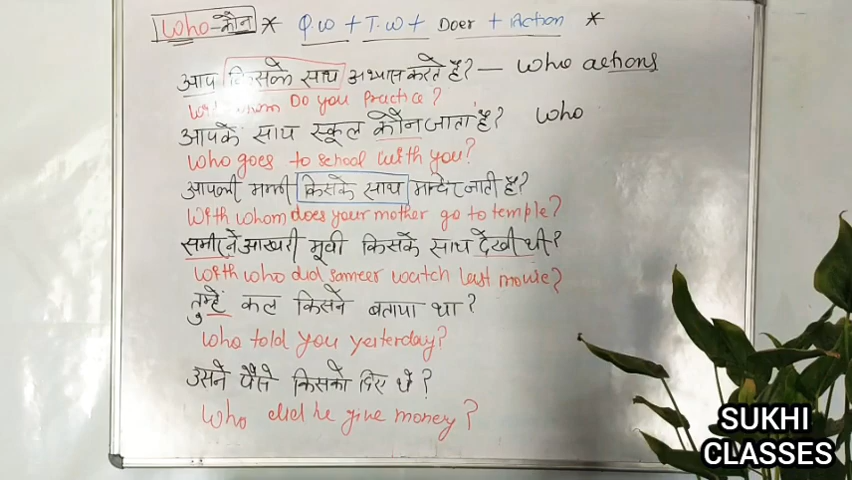 Who-कौन * Q.W + T.W + Doer + Action *
आप किसके साथ अभ्यास करते हैं? — Who actions
With whom Do you Practice?
आपके साथ स्कूल कौन जाता है? Who
Who goes to school with you?
आपकी मम्मी किसके साथ मन्दिर जाती हैं?
With whom does your mother go to temple?
समीर ने आखरी मूवी किसके साथ देखी थी?
With who did sameer watch last movie?
तुम्हें कल किसने बताया था?
Who told you yesterday?
उसने पैसे किसको दिए थे?
Who did he give money?
SUKHI
CLASSES